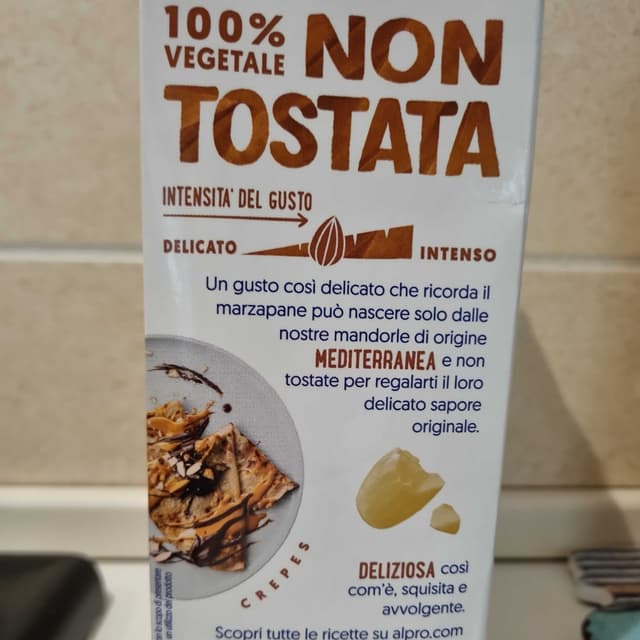 100%
VEGETALE
NON
TOSTATA
INTENSITA' DEL GUSTO
DELICATO
INTENSO
Un gusto così delicato che ricorda il
marzapane può nascere solo dalle
nostre mandorle di origine
MEDITERRANEA e non
tostate per regalarti il loro
delicato sapore
originale.
CREPES
DELIZIOSA così
com'è, squisita e
avvolgente.
Scopri tutte le ricette su alpro.com